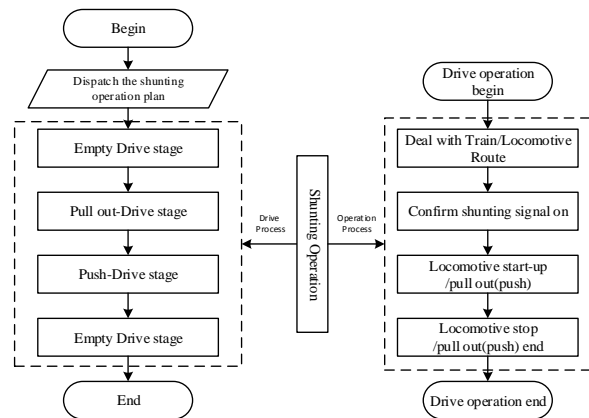 Begin
Dispatch the shunting
operation plan
Empty Drive stage
Pull out-Drive stage
Push-Drive stage
Empty Drive stage
End
Drive
Process
Shunting Operation
Operation
Process
Drive operation
begin
Deal with Train/Locomotive
Route
Confirm shunting signal on
Locomotive start-up
/pull out(push)
Locomotive stop
/pull out(push) end
Drive operation end